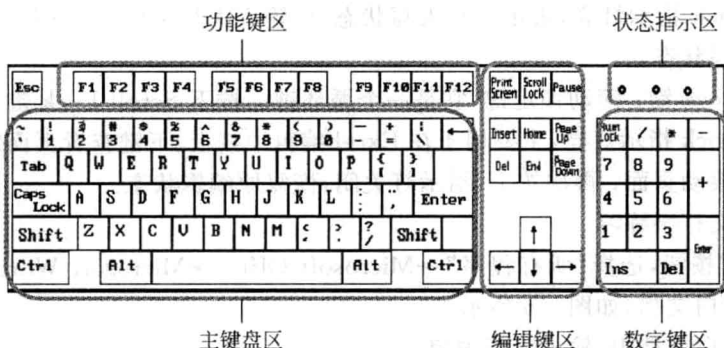 功能键区 状态指示区
Esc F1 F2 F3 F4 F5 F6 F7 F8 F9 F10 F11 F12 Print Screen Scroll Lock Pause
~ ` ! 1 @ 2 # 3 $ 4 % 5 ^ 6 & 7 * 8 ( 9 ) 0 — - + = | \ ← Insert Home Page Up Num Lock / * -
Tab Q W E R T Y U I O P { [ } ] Del End Page Down 7 8 9 +
Caps Lock A S D F G H J K L : ; " , Enter 4 5 6
Shift Z X C V B N M < , > . ? / Shift ↑ 1 2 3 Enter
Ctrl Alt Alt Ctrl ← ↓ → Ins Del
主键盘区 编辑键区 数字键区